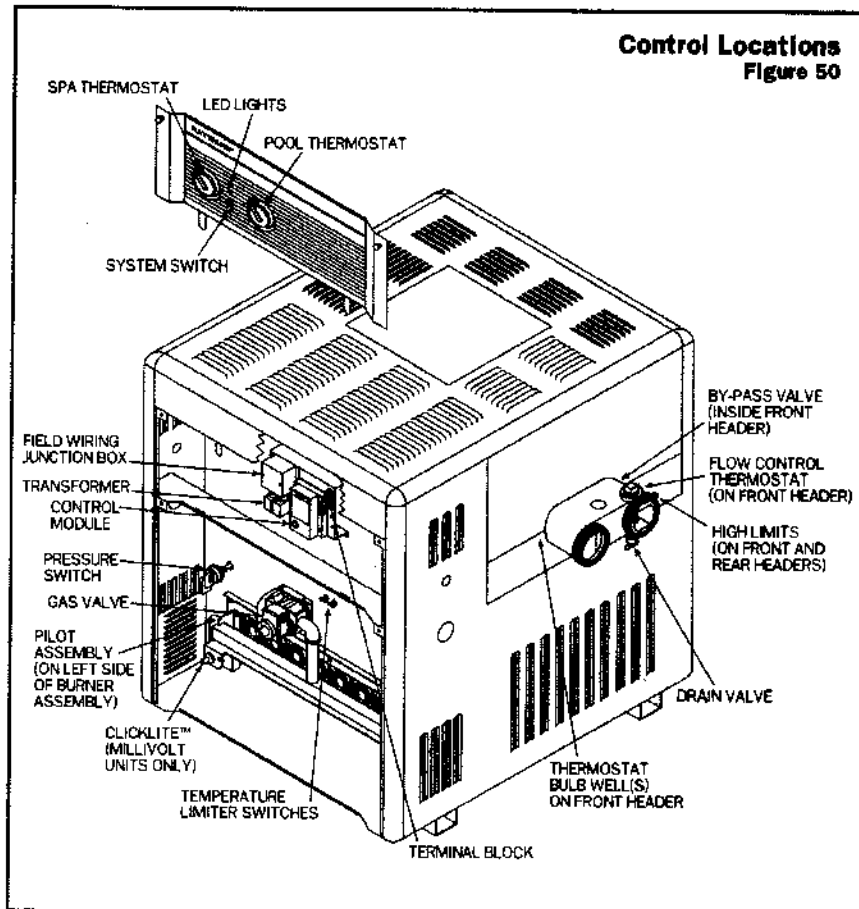 Control Locations
Figure 50
SPA THERMOSTAT
LED LIGHTS
POOL THERMOSTAT
SYSTEM SWITCH
FIELD WIRING
JUNCTION BOX
TRANSFORMER
CONTROL
MODULE
PRESSURE
SWITCH
GAS VALVE
PILOT
ASSEMBLY
(ON LEFT SIDE
OF BURNER
ASSEMBLY)
CLICKLITE™
(MILLIVOLT
UNITS ONLY)
TEMPERATURE
LIMITER SWITCHES
TERMINAL BLOCK
BY-PASS VALVE
(INSIDE FRONT
HEADER)
FLOW CONTROL
THERMOSTAT
(ON FRONT HEADER)
HIGH LIMITS
(ON FRONT AND
REAR HEADERS)
DRAIN VALVE
THERMOSTAT
BULB WELL(S)
ON FRONT HEADER